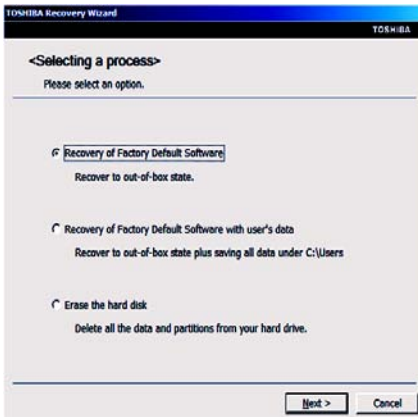 TOSHIBA Recovery Wizard
TOSHIBA
<Selecting a process>
Please select an option.
Recovery of Factory Default Software
Recover to out-of-box state.
Recovery of Factory Default Software with user's data
Recover to out-of-box state plus saving all data under C:\Users
Erase the hard disk
Delete all the data and partitions from your hard drive.
Next > Cancel